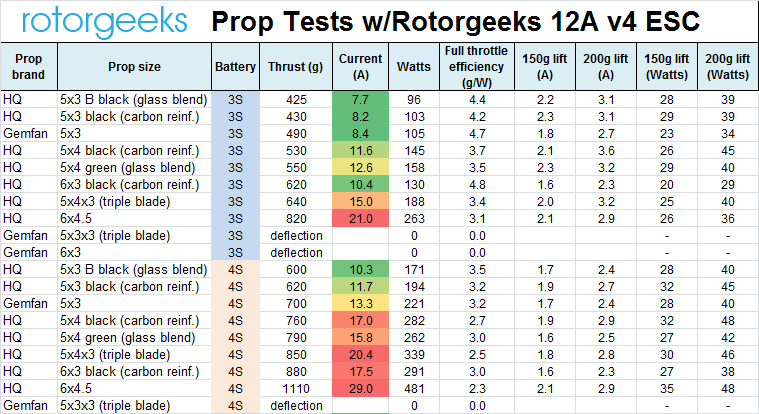 rotorgeeks Prop Tests w/Rotorgeeks 12A v4 ESC
Prop brand Prop size Battery Thrust (g) Current (A) Watts Full throttle efficiency (g/W) 150g lift (A) 200g lift (A) 150g lift (Watts) 200g lift (Watts)
HQ 5x3 B black (glass blend) 3S 425 7.7 96 4.4 2.2 3.1 28 39
HQ 5x3 black (carbon reinf.) 3S 430 8.2 103 4.2 2.3 3.1 29 39
Gemfan 5x3 3S 490 8.4 105 4.7 1.8 2.7 23 34
HQ 5x4 black (carbon reinf.) 3S 530 11.6 145 3.7 2.1 3.6 26 45
HQ 5x4 green (glass blend) 3S 550 12.6 158 3.5 2.3 3.2 29 40
HQ 6x3 black (carbon reinf.) 3S 620 10.4 130 4.8 1.6 2.3 20 29
HQ 5x4x3 (triple blade) 3S 640 15.0 188 3.4 2.0 3.2 25 40
HQ 6x4.5 3S 820 21.0 263 3.1 2.1 2.9 26 36
Gemfan 5x3x3 (triple blade) 3S deflection 0 0.0 - -
Gemfan 6x3 3S deflection 0 0.0 - -
HQ 5x3 B black (glass blend) 4S 600 10.3 171 3.5 1.7 2.4 28 40
HQ 5x3 black (carbon reinf.) 4S 620 11.7 194 3.2 1.9 2.7 32 45
Gemfan 5x3 4S 700 13.3 221 3.2 1.7 2.4 28 40
HQ 5x4 black (carbon reinf.) 4S 760 17.0 282 2.7 1.9 2.9 32 48
HQ 5x4 green (glass blend) 4S 790 15.8 262 3.0 1.6 2.5 27 42
HQ 5x4x3 (triple blade) 4S 850 20.4 339 2.5 1.8 2.8 30 46
HQ 6x3 black (carbon reinf.) 4S 880 17.5 291 3.0 1.6 2.3 27 38
HQ 6x4.5 4S 1110 29.0 481 2.3 2.1 2.9 35 48
Gemfan 5x3x3 (triple blade) 4S deflection 0 0.0 - -